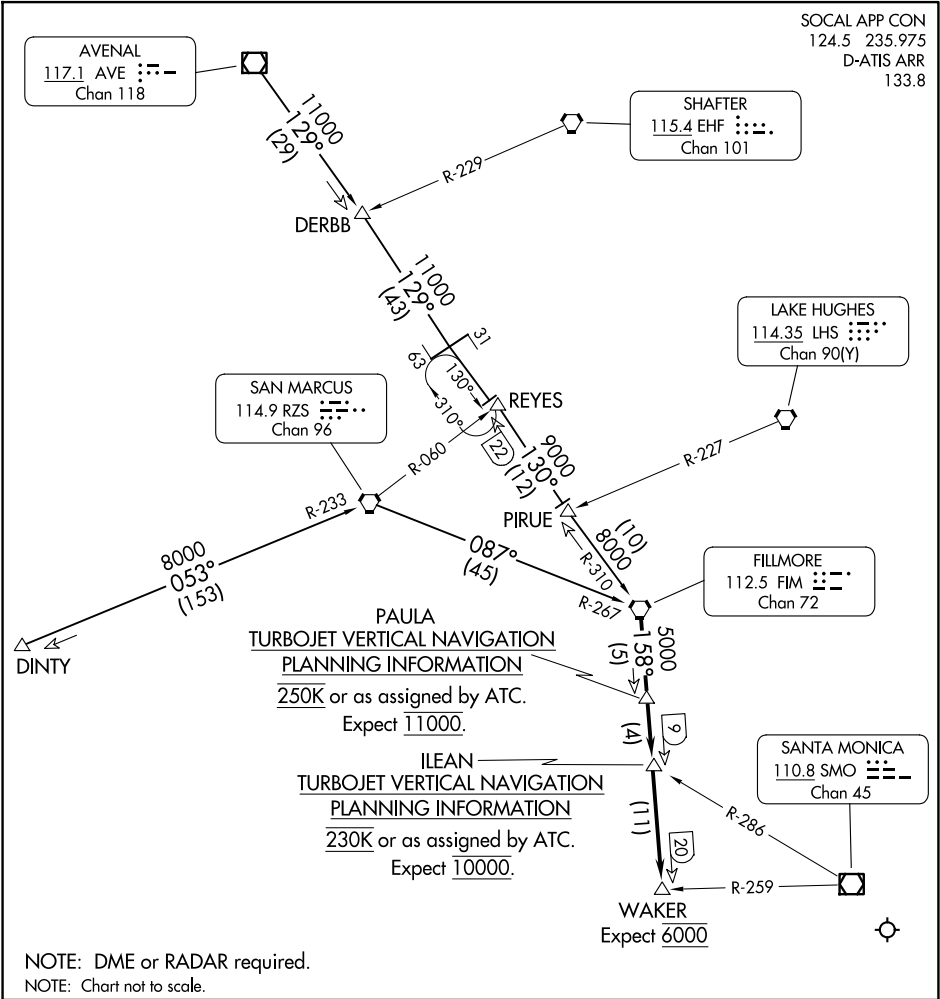 SOCAL APP CON
124.5 235.975
D-ATIS ARR
133.8
AVENAL
117.1 AVE
Chan 118
SHAFTER
115.4 EHF
Chan 101
11000
129°
(29)
R-229
DERBB
11000
129°
(43)
LAKE HUGHES
114.35 LHS
Chan 90(Y)
31
63
130°
310°
REYES
SAN MARCUS
114.9 RZS
Chan 96
R-060
22
9000
130°
(12)
R-227
R-233
PIRUE
(10)
8000
R-310
8000
053°
(153)
087°
(45)
R-267
FILLMORE
112.5 FIM
Chan 72
DINTY
5000
158°
(5)
PAULA
TURBOJET VERTICAL NAVIGATION
PLANNING INFORMATION
250K or as assigned by ATC.
Expect 11000.
(4)
9
ILEAN
TURBOJET VERTICAL NAVIGATION
PLANNING INFORMATION
230K or as assigned by ATC.
Expect 10000.
SANTA MONICA
110.8 SMO
Chan 45
R-286
(11)
20
R-259
WAKER
Expect 6000
NOTE: DME or RADAR required.
NOTE: Chart not to scale.